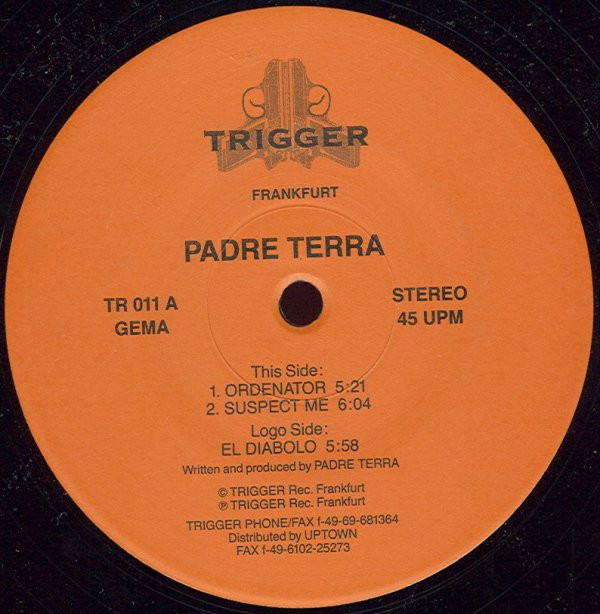 TRIGGER
FRANKFURT
PADRE TERRA
TR 011 A
GEMA
STEREO
45 UPM
This Side:
1. ORDENATOR 5:21
2. SUSPECT ME 6:04
Logo Side:
EL DIABOLO 5:58
Written and produced by PADRE TERRA
© TRIGGER Rec. Frankfurt
℗ TRIGGER Rec. Frankfurt
TRIGGER PHONE/FAX f-49-69-681364
Distributed by UPTOWN
FAX f-49-6102-25273